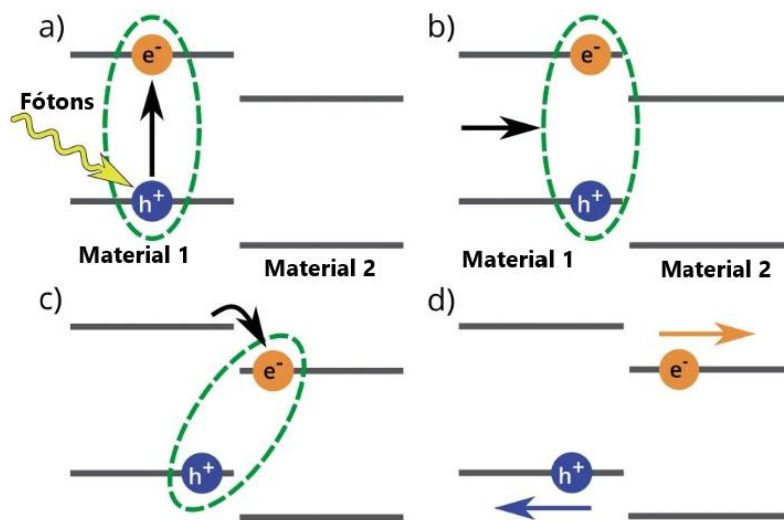 a)
e-
Fótons
h+
Material 1
Material 2
b)
e-
h+
Material 1
Material 2
c)
e-
h+
d)
e-
h+